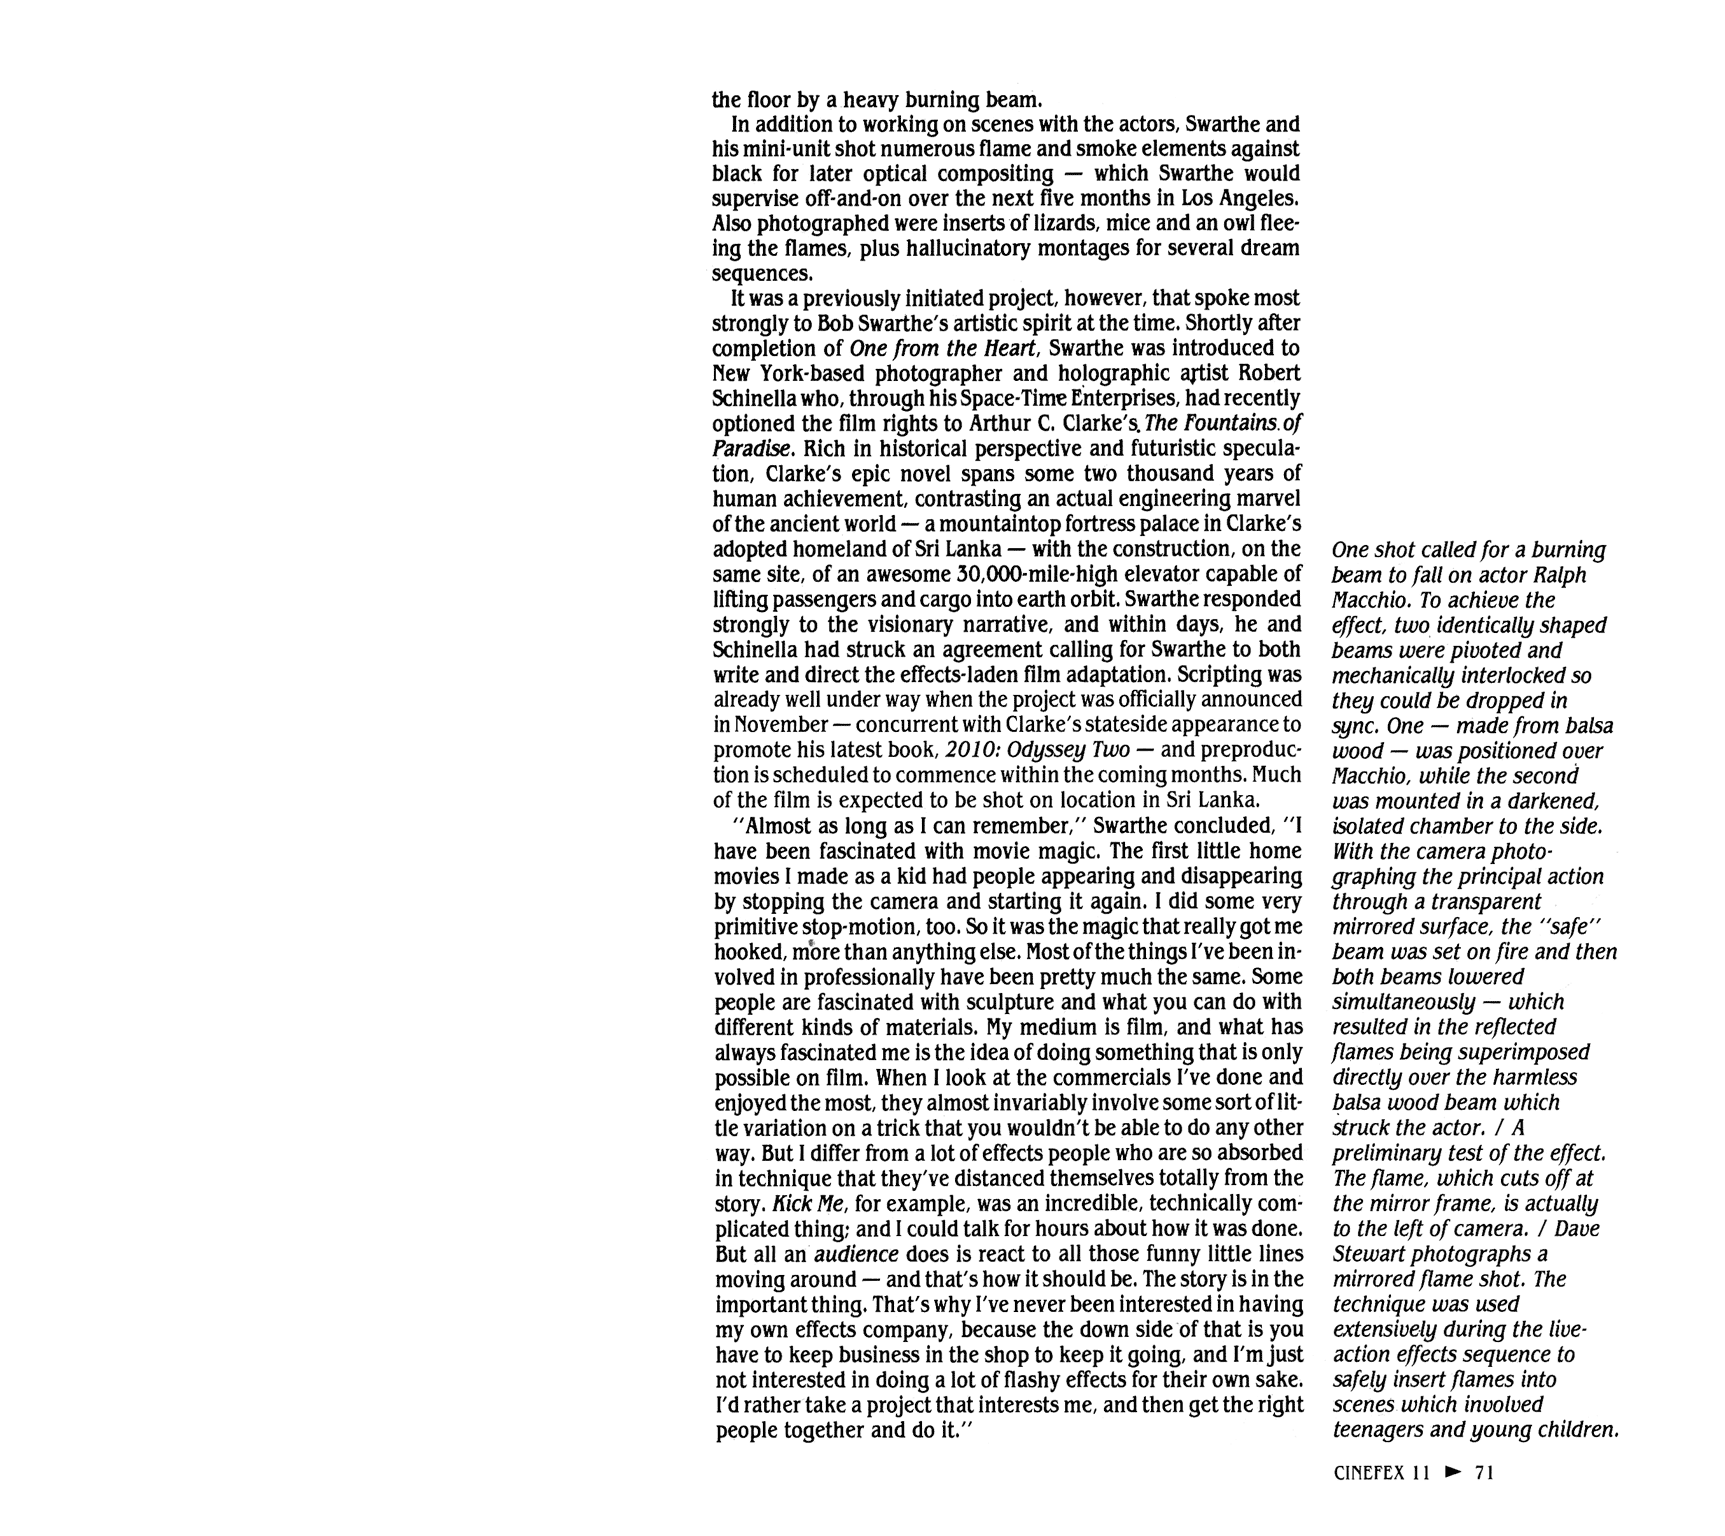 the floor by a heavy burning beam.
In addition to working on scenes with the actors, Swarthe and
his mini-unit shot numerous flame and smoke elements against
black for later optical compositing — which Swarthe would
supervise off-and-on over the next five months in Los Angeles.
Also photographed were inserts of lizards, mice and an owl flee-
ing the flames, plus hallucinatory montages for several dream
sequences.
It was a previously initiated project, however, that spoke most
strongly to Bob Swarthe's artistic spirit at the time. Shortly after
completion of One from the Heart, Swarthe was introduced to
New York-based photographer and holographic artist Robert
Schinella who, through his Space-Time Enterprises, had recently
optioned the film rights to Arthur C. Clarke's The Fountains of
Paradise. Rich in historical perspective and futuristic specula-
tion, Clarke's epic novel spans some two thousand years of
human achievement, contrasting an actual engineering marvel
of the ancient world — a mountaintop fortress palace in Clarke's
adopted homeland of Sri Lanka — with the construction, on the
same site, of an awesome 30,000-mile-high elevator capable of
lifting passengers and cargo into earth orbit. Swarthe responded
strongly to the visionary narrative, and within days, he and
Schinella had struck an agreement calling for Swarthe to both
write and direct the effects-laden film adaptation. Scripting was
already well under way when the project was officially announced
in November — concurrent with Clarke's stateside appearance to
promote his latest book, 2010: Odyssey Two — and preproduc-
tion is scheduled to commence within the coming months. Much
of the film is expected to be shot on location in Sri Lanka.
"Almost as long as I can remember," Swarthe concluded, "I
have been fascinated with movie magic. The first little home
movies I made as a kid had people appearing and disappearing
by stopping the camera and starting it again. I did some very
primitive stop-motion, too. So it was the magic that really got me
hooked, more than anything else. Most of the things I've been in-
volved in professionally have been pretty much the same. Some
people are fascinated with sculpture and what you can do with
different kinds of materials. My medium is film, and what has
always fascinated me is the idea of doing something that is only
possible on film. When I look at the commercials I've done and
enjoyed the most, they almost invariably involve some sort of lit-
tle variation on a trick that you wouldn't be able to do any other
way. But I differ from a lot of effects people who are so absorbed
in technique that they've distanced themselves totally from the
story. Kick Me, for example, was an incredible, technically com-
plicated thing; and I could talk for hours about how it was done.
But all an audience does is react to all those funny little lines
moving around — and that's how it should be. The story is in the
important thing. That's why I've never been interested in having
my own effects company, because the down side of that is you
have to keep business in the shop to keep it going, and I'm just
not interested in doing a lot of flashy effects for their own sake.
I'd rather take a project that interests me, and then get the right
people together and do it."
One shot called for a burning
beam to fall on actor Ralph
Macchio. To achieve the
effect, two identically shaped
beams were pivoted and
mechanically interlocked so
they could be dropped in
sync. One — made from balsa
wood — was positioned over
Macchio, while the second
was mounted in a darkened,
isolated chamber to the side.
With the camera photo-
graphing the principal action
through a transparent
mirrored surface, the "safe"
beam was set on fire and then
both beams lowered
simultaneously — which
resulted in the reflected
flames being superimposed
directly over the harmless
balsa wood beam which
struck the actor. / A
preliminary test of the effect.
The flame, which cuts off at
the mirror frame, is actually
to the left of camera. / Dave
Stewart photographs a
mirrored flame shot. The
technique was used
extensively during the live-
action effects sequence to
safely insert flames into
scenes which involved
teenagers and young children.
CINEFEX 11 ► 71